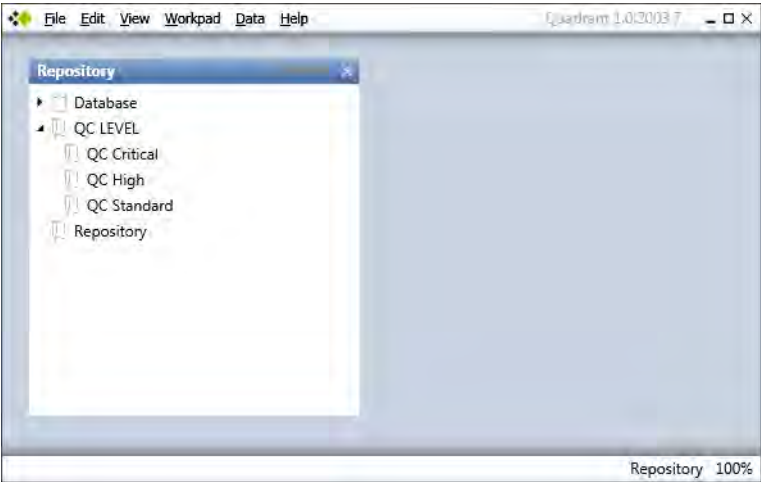 File Edit View Workpad Data Help
Repository
Database
QC LEVEL
QC Critical
QC High
QC Standard
Repository
Repository 100%